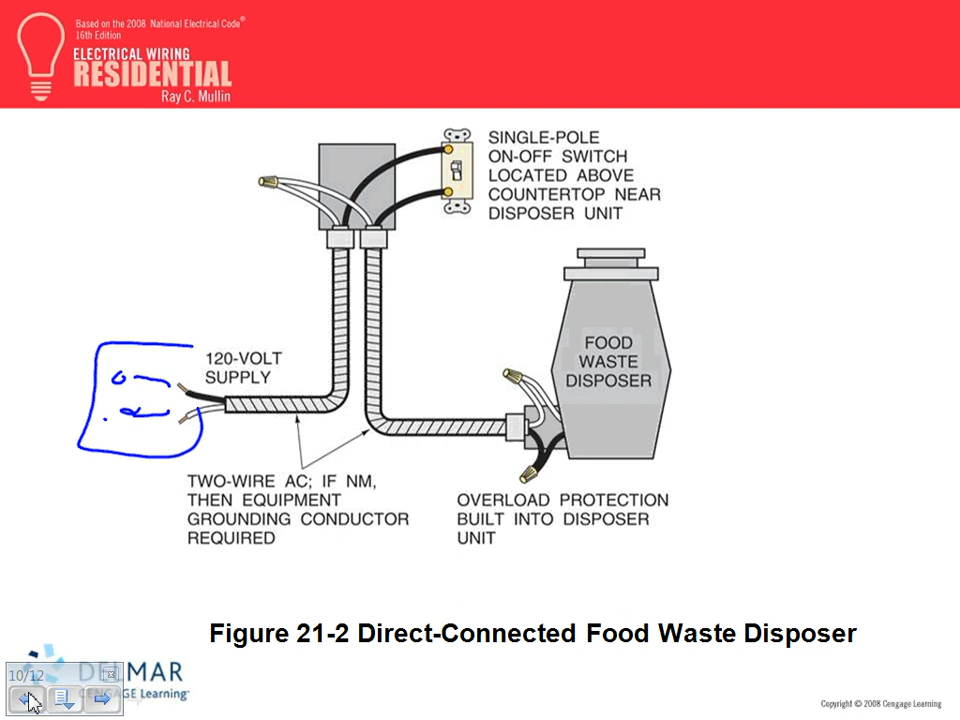 Based on the 2008 National Electrical Code®
16th Edition
ELECTRICAL WIRING
RESIDENTIAL
Ray C. Mullin
SINGLE-POLE
ON-OFF SWITCH
LOCATED ABOVE
COUNTERTOP NEAR
DISPOSER UNIT
FOOD
WASTE
DISPOSER
120-VOLT
SUPPLY
TWO-WIRE AC; IF NM,
THEN EQUIPMENT
GROUNDING CONDUCTOR
REQUIRED
OVERLOAD PROTECTION
BUILT INTO DISPOSER
UNIT
Figure 21-2 Direct-Connected Food Waste Disposer
10/12
DELMAR
CENGAGE Learning™
Copyright © 2008 Cengage Learning